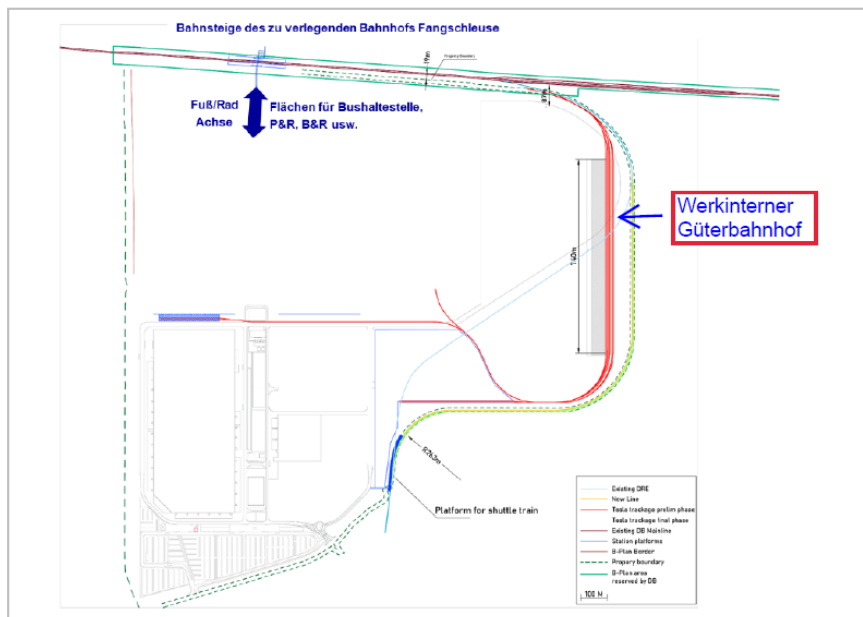 Bahnsteige des zu verlegenden Bahnhofs Fangschleuse
Fuß/Rad
Achse
Flächen für Bushaltestelle,
P&R, B&R usw.
Werkinterner
Güterbahnhof
Platform for shuttle train
Existing DRE
New Line
Tesla trackage prelim phase
Tesla trackage final phase
Existing DB Mainline
Station platforms
B-Plan Border
Propary boundary
B-Plan area
reserved by DB
100 M